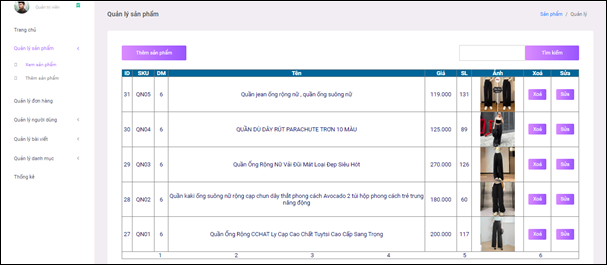 Quản trị viên
Quản lý sản phẩm
Sản phẩm / Quản lý
Trang chủ
Quản lý sản phẩm
Xem sản phẩm
Thêm sản phẩm
Quản lý đơn hàng
Quản lý người dùng
Quản lý bài viết
Quản lý danh mục
Thống kê
Thêm sản phẩm
Tìm kiếm
ID SKU DM Tên Giá SL Ảnh Xoá Sửa
31 QN05 6 Quần jean ống rộng nữ , quần ống suông nữ 119.000 131 Xoá Sửa
30 QN04 6 QUẦN DÙ DÂY RÚT PARACHUTE TRƠN 10 MÀU 125.000 89 Xoá Sửa
29 QN03 6 Quần Ống Rộng Nữ Vải Đũi Mát Loại Đẹp Siêu Hót 270.000 126 Xoá Sửa
28 QN02 6 Quần kaki ống suông nữ rộng cạp chun dây thắt phong cách Avocado 2 túi hộp phong cách trẻ trung
năng động 180.000 60 Xoá Sửa
27 QN01 6 Quần Ống Rộng CCHAT Ly Cạp Cao Chất Tuytsi Cao Cấp Sang Trọng 200.000 117 Xoá Sửa
1 2 3 4 5 6